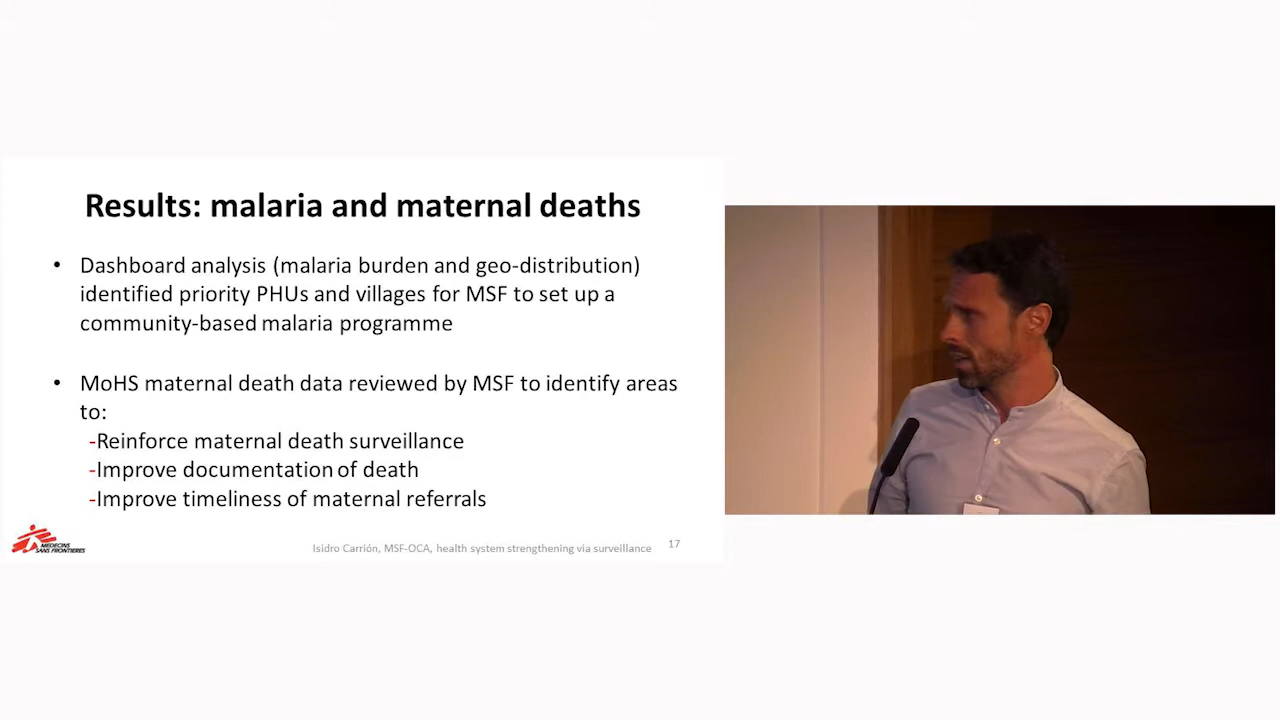 Results: malaria and maternal deaths
• Dashboard analysis (malaria burden and geo-distribution)
identified priority PHUs and villages for MSF to set up a
community-based malaria programme
• MoHS maternal death data reviewed by MSF to identify areas
to:
-Reinforce maternal death surveillance
-Improve documentation of death
-Improve timeliness of maternal referrals
MEDECINS
SANS FRONTIERES
Isidro Carrión, MSF-OCA, health system strengthening via surveillance
17